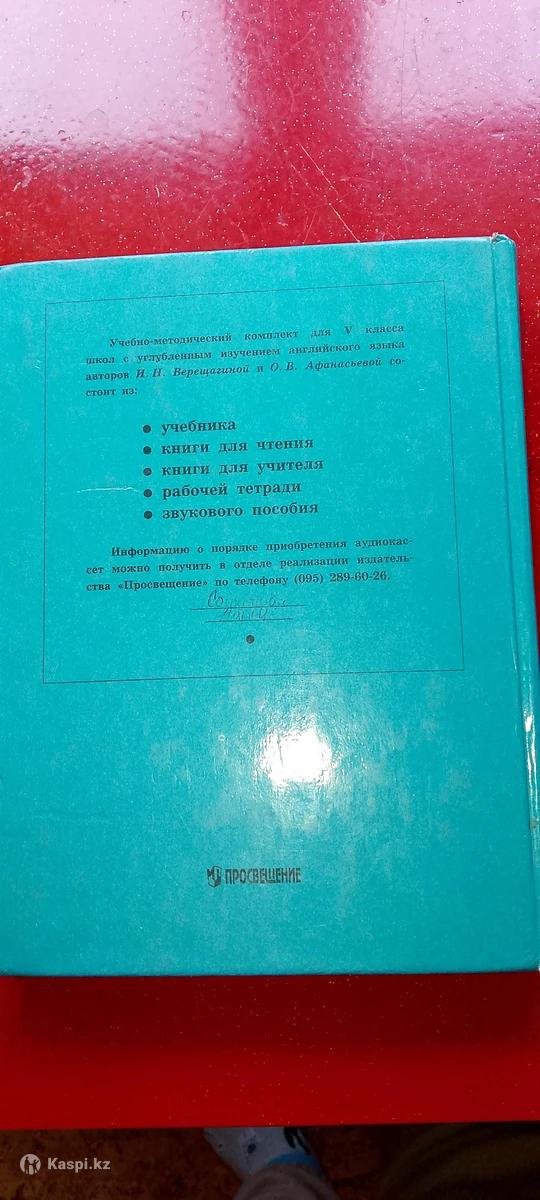 Учебно-методический комплект для V класса
школ с углубленным изучением английского языка
авторов И. Н. Верещагиной и О. В. Афанасьевой со-
стоит из:
● учебника
● книги для чтения
● книги для учителя
● рабочей тетради
● звукового пособия
Информацию о порядке приобретения аудиокас-
сет можно получить в отделе реализации издатель-
ства «Просвещение» по телефону (095) 289-60-26.
ПРОСВЕЩЕНИЕ
Kaspi.kz